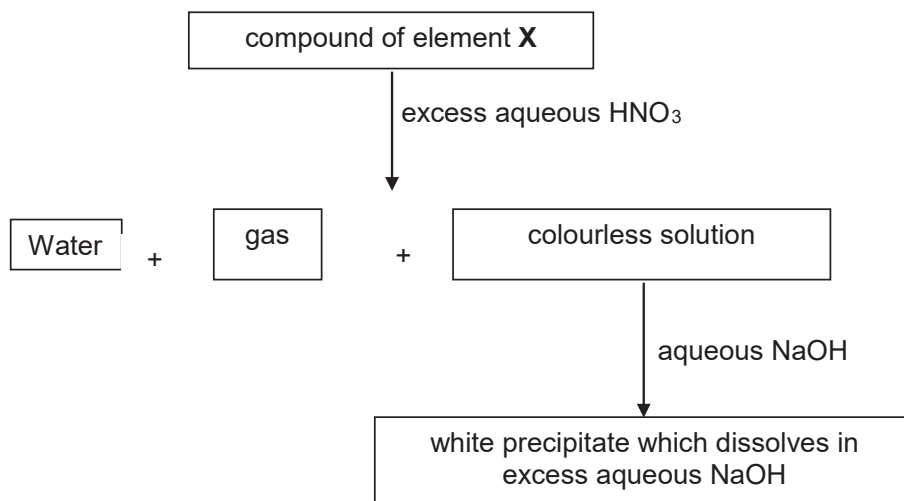 compound of element X
excess aqueous HNO₃
Water + gas + colourless solution
aqueous NaOH
white precipitate which dissolves in
excess aqueous NaOH